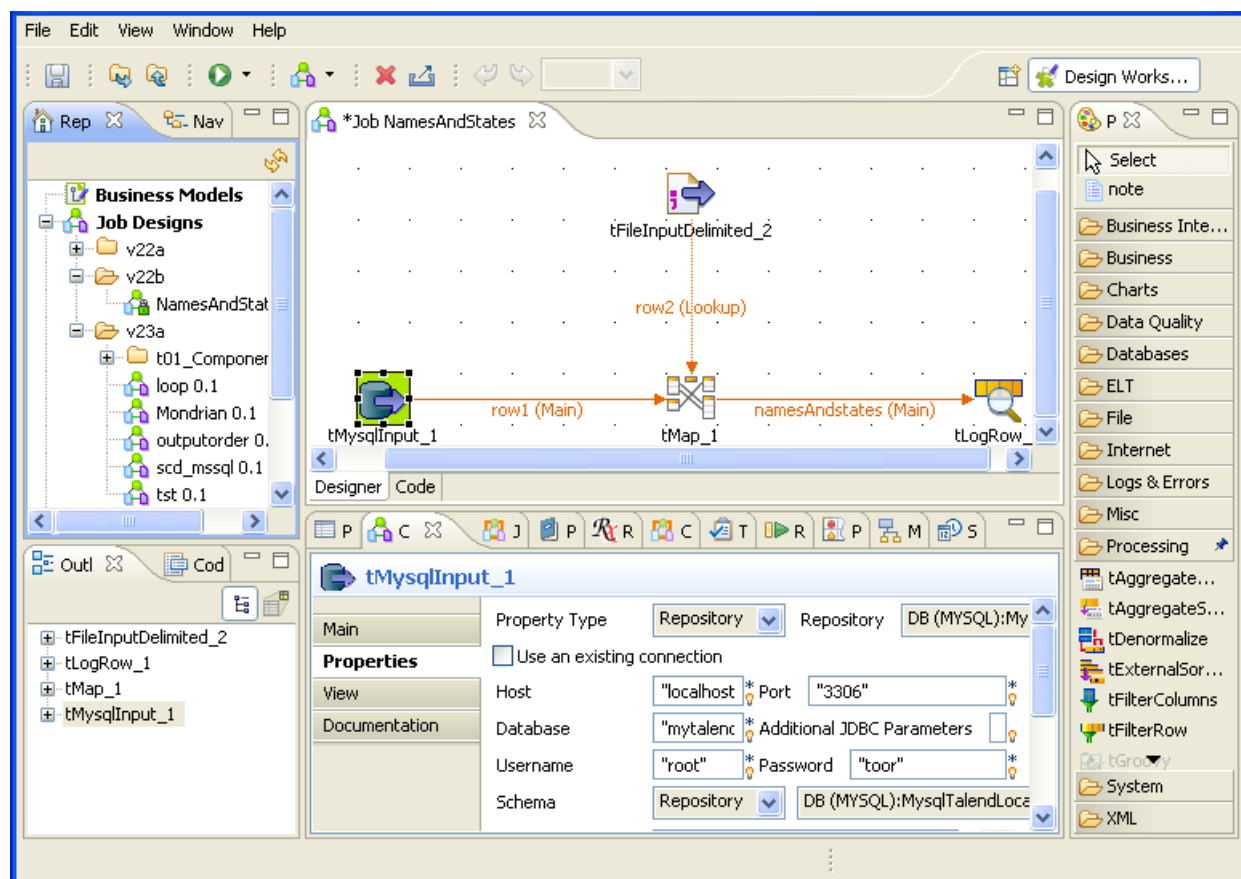 File Edit View Window Help
Design Works...
Rep Nav
Business Models
Job Designs
v22a
v22b
NamesAndStat
v23a
t01_Componer
loop 0.1
Mondrian 0.1
outputorder 0.
scd_mssql 0.1
tst 0.1
*Job NamesAndStates
tFileInputDelimited_2
row2 (Lookup)
row1 (Main)
namesAndstates (Main)
tMysqlInput_1
tMap_1
tLogRow_
Designer Code
P
Select
note
Business Inte...
Business
Charts
Data Quality
Databases
ELT
File
Internet
Logs & Errors
Misc
Processing
tAggregate...
tAggregateS...
tDenormalize
tExternalSor...
tFilterColumns
tFilterRow
tGroovy
System
XML
Outl Cod
tFileInputDelimited_2
tLogRow_1
tMap_1
tMysqlInput_1
P C J P R C T R P M S
tMysqlInput_1
Main
Properties
View
Documentation
Property Type Repository Repository DB (MYSQL):My
Use an existing connection
Host "localhost * Port "3306" *
Database "mytalend * Additional JDBC Parameters
Username "root" * Password "toor" *
Schema Repository DB (MYSQL):MysqlTalendLoca